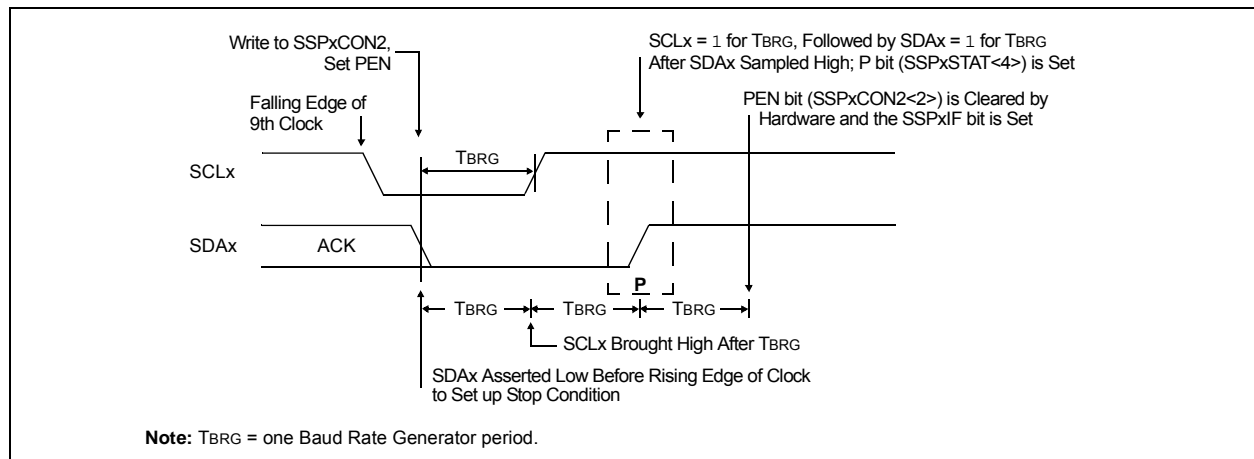 Write to SSPxCON2,
Set PEN
SCLx = 1 for TBRG, Followed by SDAx = 1 for TBRG
After SDAx Sampled High; P bit (SSPxSTAT<4>) is Set
Falling Edge of
9th Clock
PEN bit (SSPxCON2<2>) is Cleared by
Hardware and the SSPxIF bit is Set
SCLx
TBRG
SDAx
ACK
P
TBRG
TBRG
TBRG
SCLx Brought High After TBRG
SDAx Asserted Low Before Rising Edge of Clock
to Set up Stop Condition
Note: TBRG = one Baud Rate Generator period.